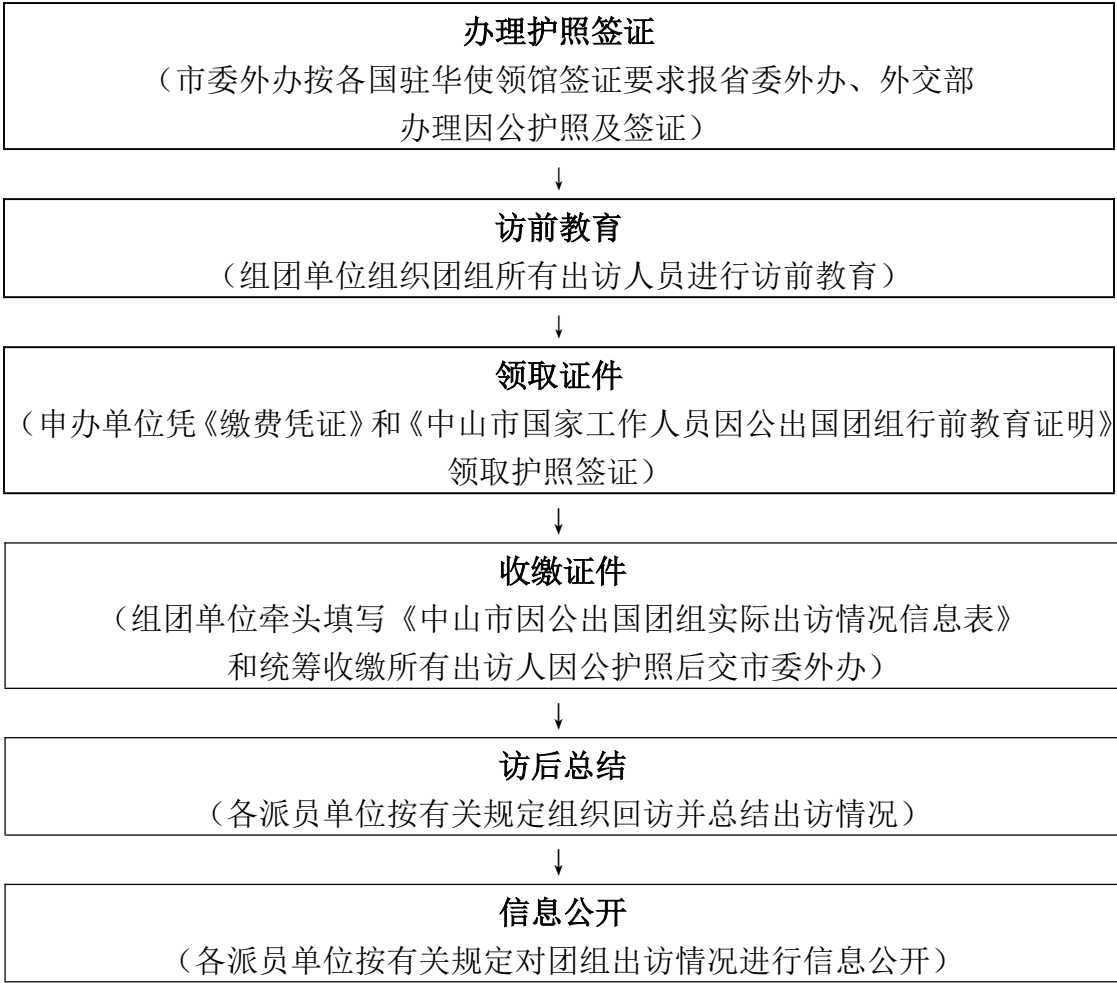 办理护照签证
（市委外办按各国驻华使领馆签证要求报省委外办、外交部
办理因公护照及签证）
↓
访前教育
（组团单位组织团组所有出访人员进行访前教育）
↓
领取证件
（申办单位凭《缴费凭证》和《中山市国家工作人员因公出国团组行前教育证明》
领取护照签证）
↓
收缴证件
（组团单位牵头填写《中山市因公出国团组实际出访情况信息表》
和统筹收缴所有出访人因公护照后交市委外办）
↓
访后总结
（各派员单位按有关规定组织回访并总结出访情况）
↓
信息公开
（各派员单位按有关规定对团组出访情况进行信息公开）